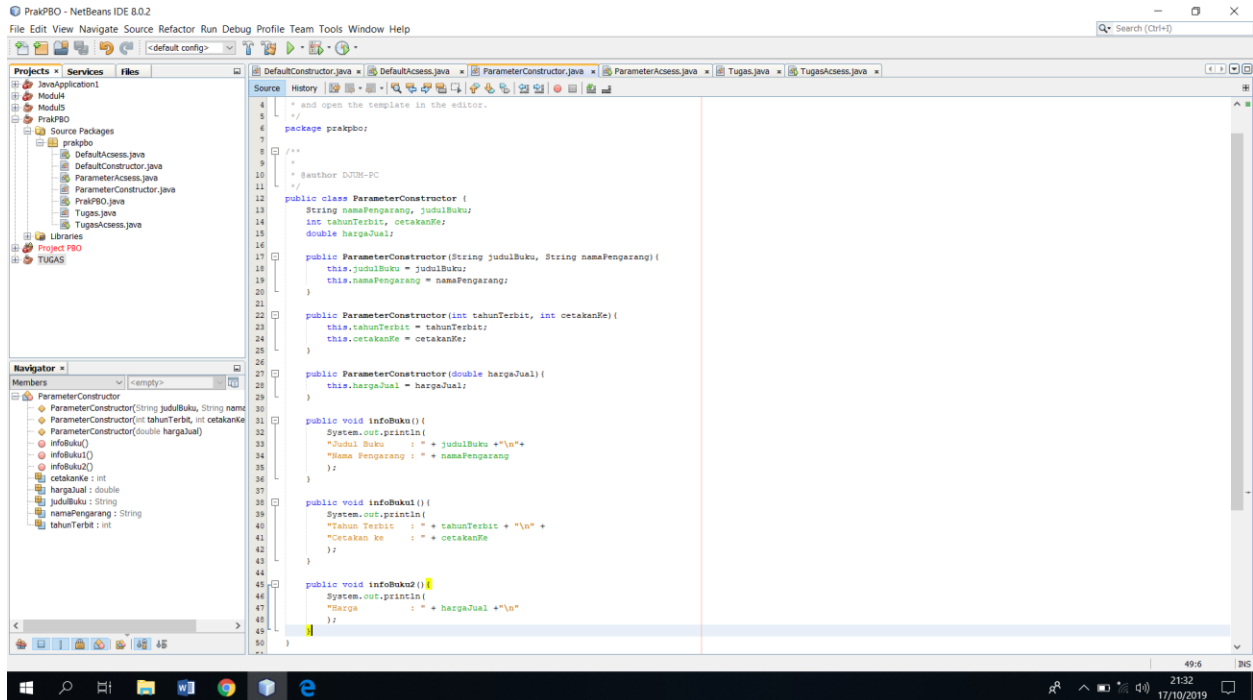 PrakPBO - NetBeans IDE 8.0.2
File Edit View Navigate Source Refactor Run Debug Profile Team Tools Window Help
Search (Ctrl+I)
<default config>
Projects × Services Files
JavaApplication1
Modul4
Modul5
PrakPBO
Source Packages
prakpbo
DefaultAcsess.java
DefaultConstructor.java
ParameterAcsess.java
ParameterConstructor.java
PrakPBO.java
Tugas.java
TugasAcsess.java
Libraries
Project PBO
TUGAS
Navigator ×
Members <empty>
ParameterConstructor
ParameterConstructor(String judulBuku, String nama
ParameterConstructor(int tahunTerbit, int cetakanKe
ParameterConstructor(double hargaJual)
infoBuku()
infoBuku1()
infoBuku2()
cetakanKe : int
hargaJual : double
judulBuku : String
namaPengarang : String
tahunTerbit : int
DefaultConstructor.java × DefaultAcsess.java × ParameterConstructor.java × ParameterAcsess.java × Tugas.java × TugasAcsess.java ×
Source History
4 * and open the template in the editor.
5 */
6 package prakpbo;
7
8 /**
9 *
10 * @author DJUM-PC
11 */
12 public class ParameterConstructor {
13 String namaPengarang, judulBuku;
14 int tahunTerbit, cetakanKe;
15 double hargaJual;
16
17 public ParameterConstructor(String judulBuku, String namaPengarang){
18 this.judulBuku = judulBuku;
19 this.namaPengarang = namaPengarang;
20 }
21
22 public ParameterConstructor(int tahunTerbit, int cetakanKe){
23 this.tahunTerbit = tahunTerbit;
24 this.cetakanKe = cetakanKe;
25 }
26
27 public ParameterConstructor(double hargaJual){
28 this.hargaJual = hargaJual;
29 }
30
31 public void infoBuku(){
32 System.out.println(
33 "Judul Buku : " + judulBuku +"\n"+
34 "Nama Pengarang : " + namaPengarang
35 );
36 }
37
38 public void infoBuku1(){
39 System.out.println(
40 "Tahun Terbit : " + tahunTerbit + "\n" +
41 "Cetakan ke : " + cetakanKe
42 );
43 }
44
45 public void infoBuku2(){
46 System.out.println(
47 "Harga : " + hargaJual +"\n"
48 );
49 }
50 }
49:6 INS
21:32
17/10/2019